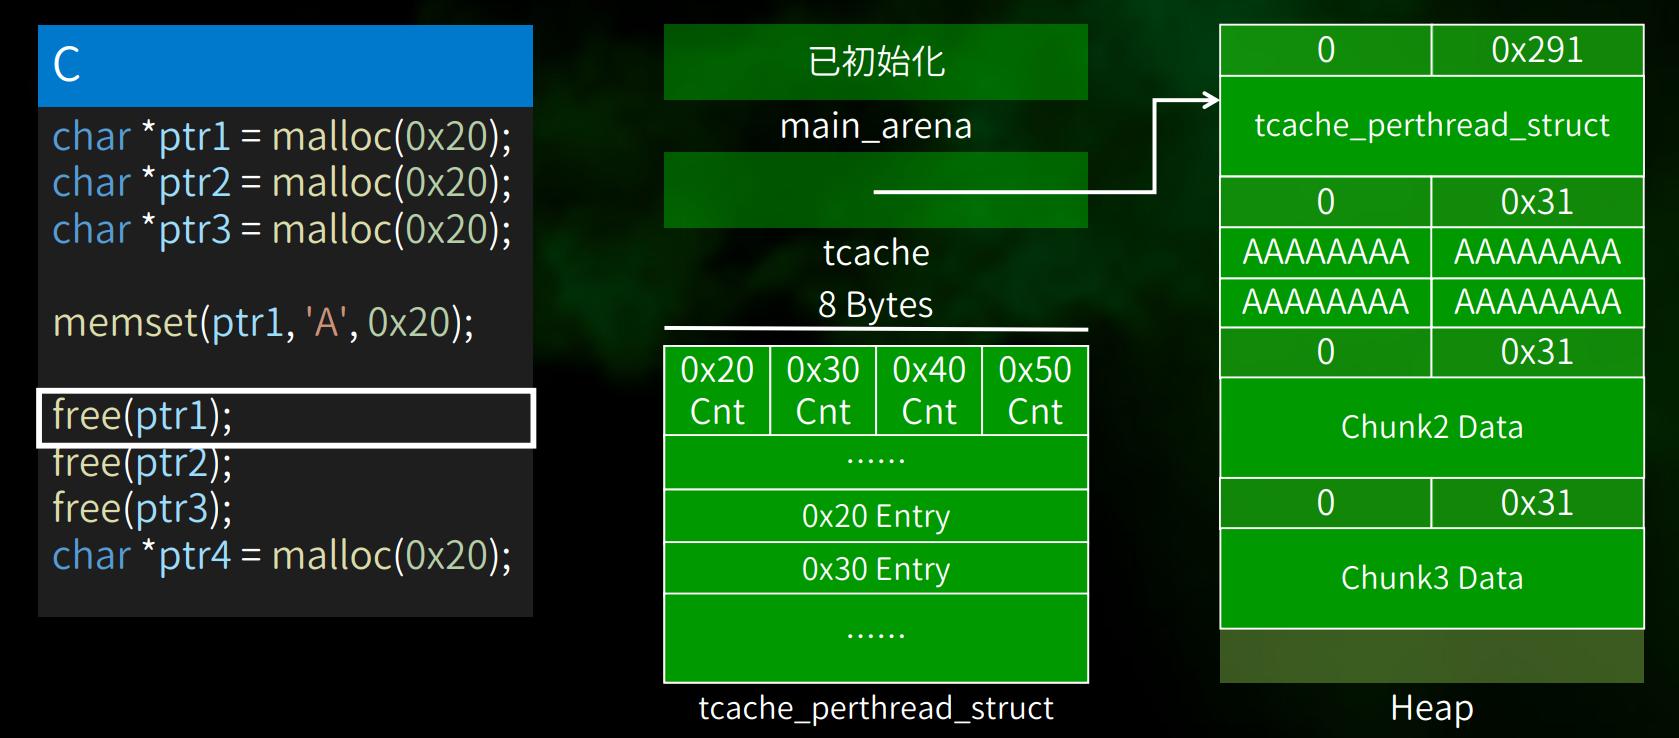 C
char *ptr1 = malloc(0x20);
char *ptr2 = malloc(0x20);
char *ptr3 = malloc(0x20);
memset(ptr1, 'A', 0x20);
free(ptr1);
free(ptr2);
free(ptr3);
char *ptr4 = malloc(0x20);
已初始化
main_arena
tcache
8 Bytes
0x20 Cnt
0x30 Cnt
0x40 Cnt
0x50 Cnt
......
0x20 Entry
0x30 Entry
......
tcache_perthread_struct
0 0x291
tcache_perthread_struct
0 0x31
AAAAAAAA AAAAAAAA
AAAAAAAA AAAAAAAA
0 0x31
Chunk2 Data
0 0x31
Chunk3 Data
Heap